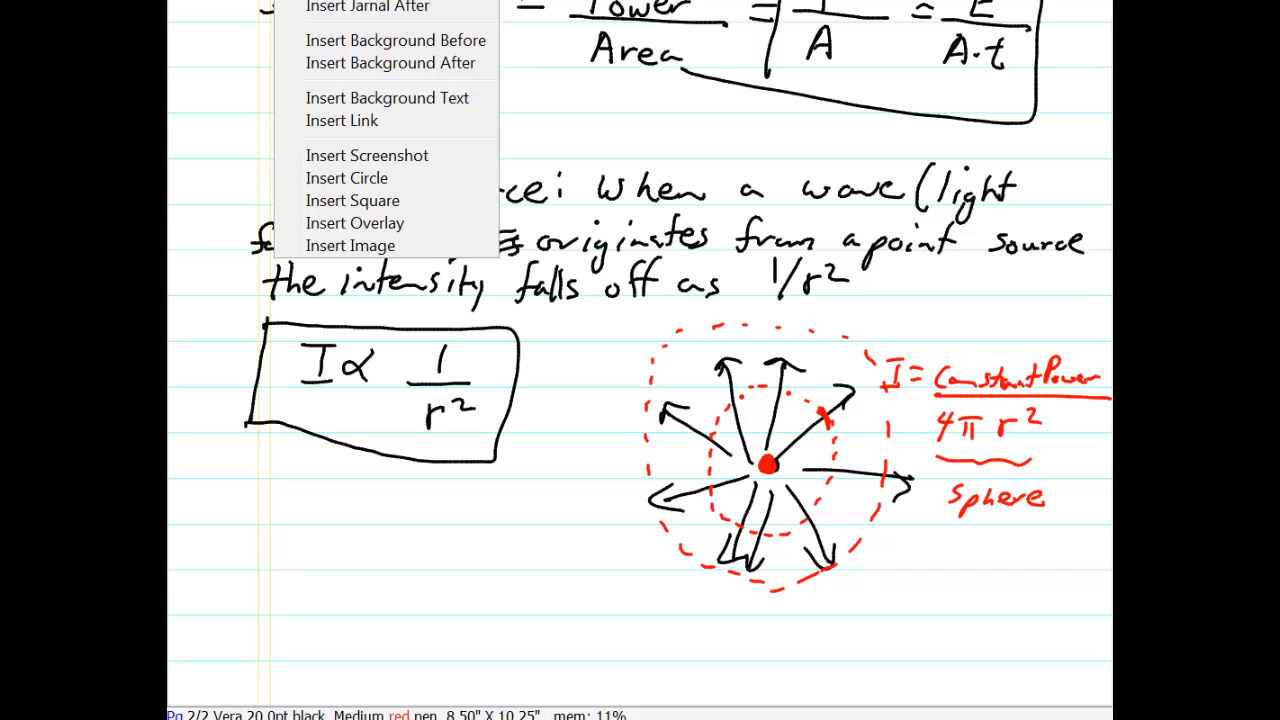 Insert Jarnal After
Insert Background Before
Insert Background After
Insert Background Text
Insert Link
Insert Screenshot
Insert Circle
Insert Square
Insert Overlay
Insert Image
= Power / Area = / A = E / A·t
: When a wave (light
originates from a point source
the intensity falls off as 1/r²
I ∝ 1 / r²
I = Constant Power / 4π r²
sphere
Pg 2/2 Vera 20.0pt black, Medium red pen, 8.50" X 10.25" mem: 11%